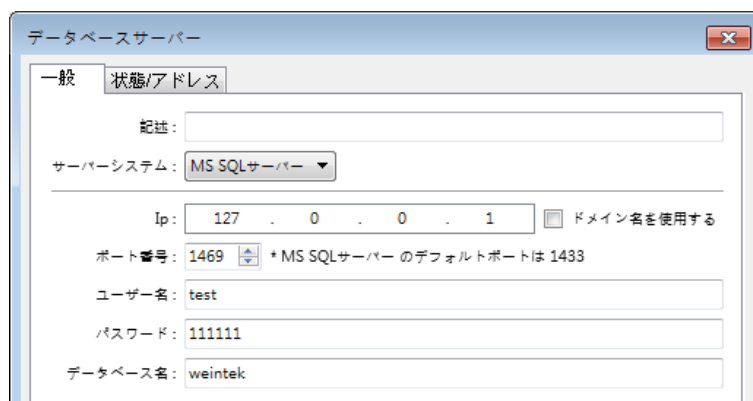 データベースサーバー
一般 状態/アドレス
記述 :
サーバーシステム : MS SQLサーバー
Ip : 127 . 0 . 0 . 1 ドメイン名を使用する
ポート番号 : 1469 * MS SQLサーバー のデフォルトポートは 1433
ユーザー名 : test
パスワード : 111111
データベース名 : weintek